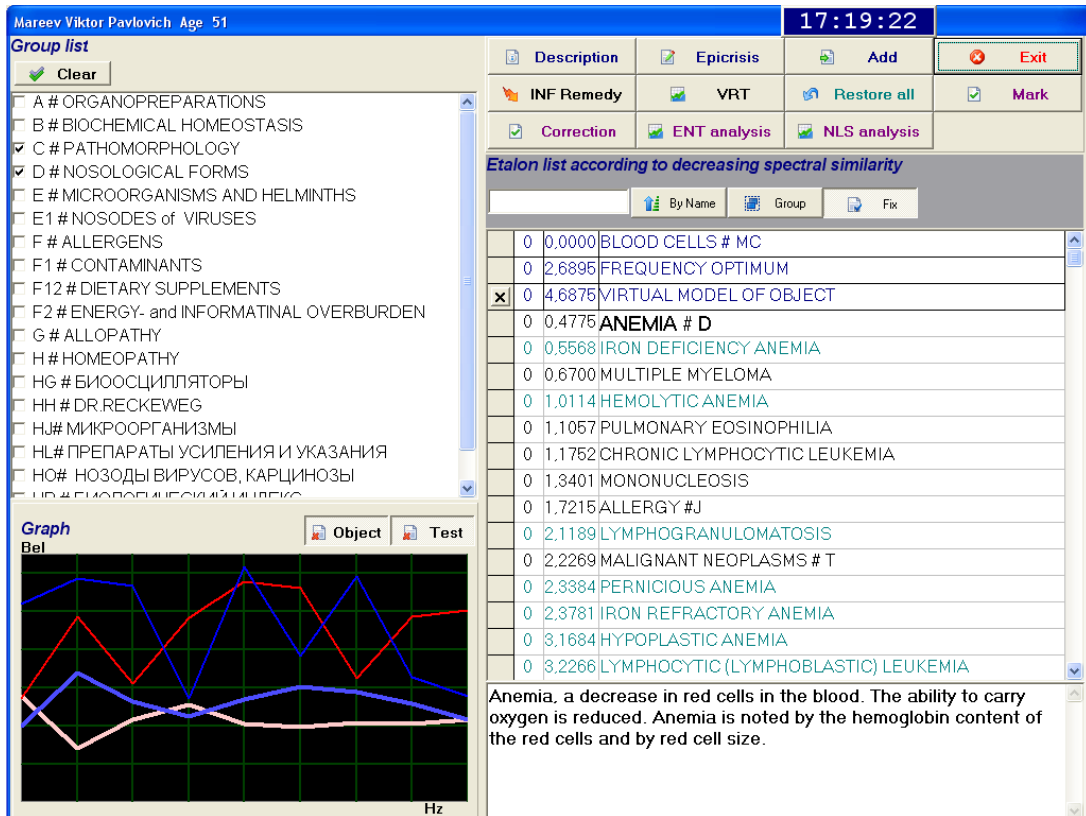 Mareev Viktor Pavlovich Age 51
17:19:22
Group list
Clear
A # ORGANOPREPARATIONS
B # BIOCHEMICAL HOMEOSTASIS
C # PATHOMORPHOLOGY
D # NOSOLOGICAL FORMS
E # MICROORGANISMS AND HELMINTHS
E1 # NOSODES of VIRUSES
F # ALLERGENS
F1 # CONTAMINANTS
F12 # DIETARY SUPPLEMENTS
F2 # ENERGY- and INFORMATINAL OVERBURDEN
G # ALLOPATHY
H # HOMEOPATHY
HG # БИООСЦИЛЛЯТОРЫ
HH # DR.RECKEWEG
HJ# МИКРООРГАНИЗМЫ
HL# ПРЕПАРАТЫ УСИЛЕНИЯ И УКАЗАНИЯ
HO# НОЗОДЫ ВИРУСОВ, КАРЦИНОЗЫ
Graph
Object
Test
Bel
Hz
Description
Epicrisis
Add
Exit
INF Remedy
VRT
Restore all
Mark
Correction
ENT analysis
NLS analysis
Etalon list according to decreasing spectral similarity
By Name
Group
Fix
0 0,0000 BLOOD CELLS # MC
0 2,6895 FREQUENCY OPTIMUM
0 4,6875 VIRTUAL MODEL OF OBJECT
0 0,4775 ANEMIA # D
0 0,5568 IRON DEFICIENCY ANEMIA
0 0,6700 MULTIPLE MYELOMA
0 1,0114 HEMOLYTIC ANEMIA
0 1,1057 PULMONARY EOSINOPHILIA
0 1,1752 CHRONIC LYMPHOCYTIC LEUKEMIA
0 1,3401 MONONUCLEOSIS
0 1,7215 ALLERGY #J
0 2,1189 LYMPHOGRANULOMATOSIS
0 2,2269 MALIGNANT NEOPLASMS # T
0 2,3384 PERNICIOUS ANEMIA
0 2,3781 IRON REFRACTORY ANEMIA
0 3,1684 HYPOPLASTIC ANEMIA
0 3,2266 LYMPHOCYTIC (LYMPHOBLASTIC) LEUKEMIA
Anemia, a decrease in red cells in the blood. The ability to carry
oxygen is reduced. Anemia is noted by the hemoglobin content of
the red cells and by red cell size.